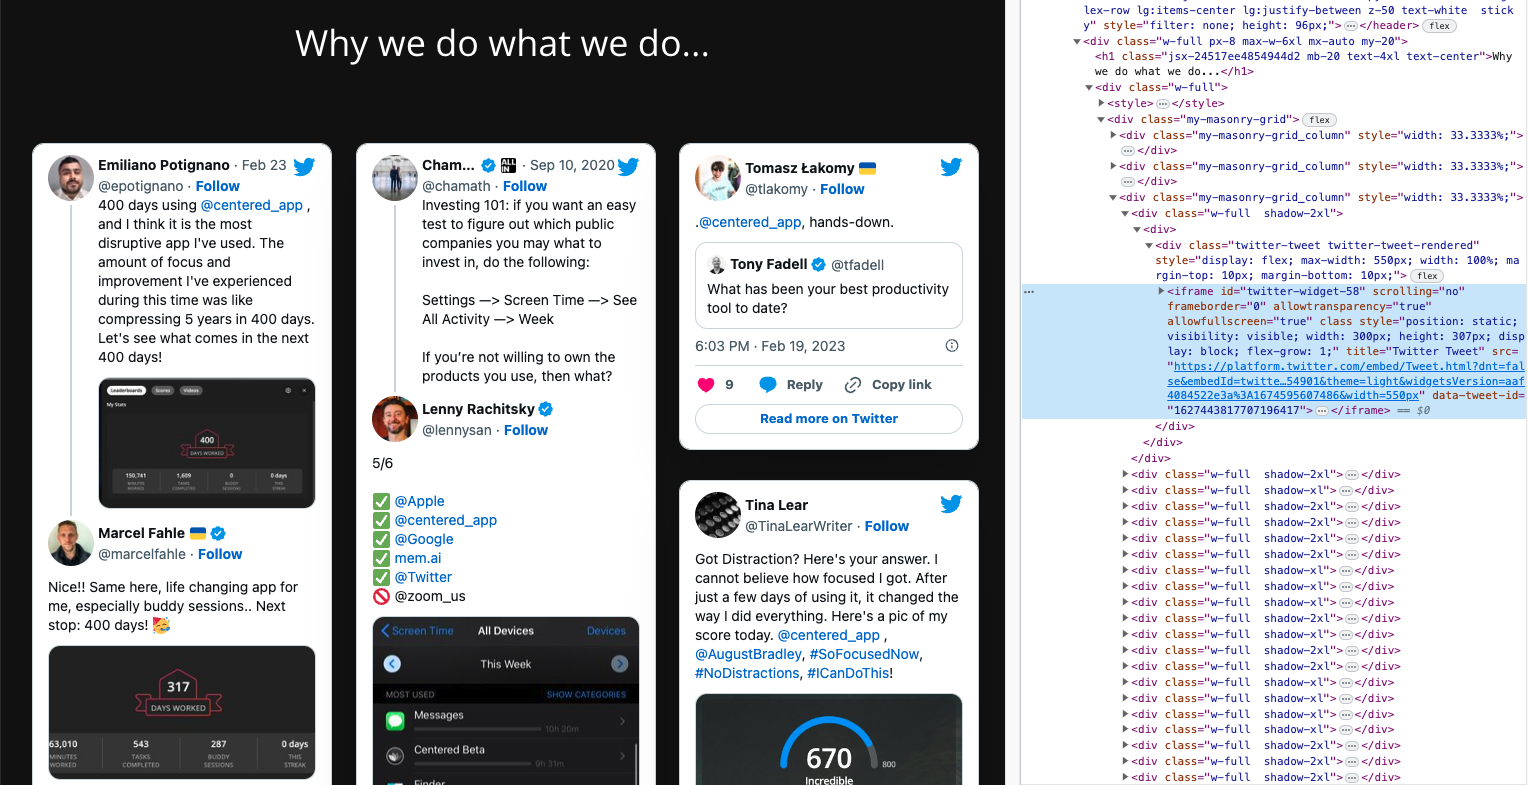 Why we do what we do...
Emiliano Potignano · Feb 23
@epotignano · Follow
400 days using @centered_app ,
and I think it is the most
disruptive app I've used. The
amount of focus and
improvement I've experienced
during this time was like
compressing 5 years in 400 days.
Let's see what comes in the next
400 days!
Leaderboards Scores Videos
My Stats
400
DAYS WORKED
150,741 1,609 0 0 days
MINUTES WORKED TASKS COMPLETED BUDDY SESSIONS THIS STREAK
Marcel Fahle
@marcelfahle · Follow
Nice!! Same here, life changing app for
me, especially buddy sessions.. Next
stop: 400 days! 🥳
317
DAYS WORKED
63,010 543 287 0 days
MINUTES TASKS BUDDY THIS
WORKED COMPLETED SESSIONS STREAK
Cham... ALL IN · Sep 10, 2020
@chamath · Follow
Investing 101: if you want an easy
test to figure out which public
companies you may what to
invest in, do the following:
Settings —> Screen Time —> See
All Activity —> Week
If you’re not willing to own the
products you use, then what?
Lenny Rachitsky
@lennysan · Follow
5/6
✅ @Apple
✅ @centered_app
✅ @Google
✅ mem.ai
✅ @Twitter
🚫 @zoom_us
Screen Time All Devices Devices
This Week
MOST USED SHOW CATEGORIES
Messages
10h 20m
Centered Beta
9h 31m
Finder
Tomasz Łakomy 🇺🇦
@tlakomy · Follow
.@centered_app, hands-down.
Tony Fadell @tfadell
What has been your best productivity
tool to date?
6:03 PM · Feb 19, 2023
9 Reply Copy link
Read more on Twitter
Tina Lear
@TinaLearWriter · Follow
Got Distraction? Here's your answer. I
cannot believe how focused I got. After
just a few days of using it, it changed the
way I did everything. Here's a pic of my
score today. @centered_app ,
@AugustBradley, #SoFocusedNow,
#NoDistractions, #ICanDoThis!
670
800
Incredible
lex-row lg:items-center lg:justify-between z-50 text-white stick
y" style="filter: none; height: 96px;">…</header> flex
<div class="w-full px-8 max-w-6xl mx-auto my-20">
<h1 class="jsx-24517ee4854944d2 mb-20 text-4xl text-center">Why
we do what we do...</h1>
<div class="w-full">
<style>…</style>
<div class="my-masonry-grid"> flex
<div class="my-masonry-grid_column" style="width: 33.3333%;">
…</div>
<div class="my-masonry-grid_column" style="width: 33.3333%;">
…</div>
<div class="my-masonry-grid_column" style="width: 33.3333%;">
<div class="w-full  shadow-2xl">
<div>
<div class="twitter-tweet twitter-tweet-rendered"
style="display: flex; max-width: 550px; width: 100%; ma
rgin-top: 10px; margin-bottom: 10px;"> flex
<iframe id="twitter-widget-58" scrolling="no"
frameborder="0" allowtransparency="true"
allowfullscreen="true" class style="position: static;
visibility: visible; width: 300px; height: 307px; disp
lay: block; flex-grow: 1;" title="Twitter Tweet" src=
"https://platform.twitter.com/embed/Tweet.html?dnt=fal
se&embedId=twitte…54901&theme=light&widgetsVersion=aaf
4084522e3a%3A1674595607486&width=550px" data-tweet-id=
"1627443817707196417">…</iframe> == $0
</div>
</div>
</div>
<div class="w-full  shadow-2xl">…</div>
<div class="w-full  shadow-xl">…</div>
<div class="w-full  shadow-2xl">…</div>
<div class="w-full  shadow-2xl">…</div>
<div class="w-full  shadow-2xl">…</div>
<div class="w-full  shadow-2xl">…</div>
<div class="w-full  shadow-xl">…</div>
<div class="w-full  shadow-xl">…</div>
<div class="w-full  shadow-2xl">…</div>
<div class="w-full  shadow-2xl">…</div>
<div class="w-full  shadow-xl">…</div>
<div class="w-full  shadow-2xl">…</div>
<div class="w-full  shadow-2xl">…</div>
<div class="w-full  shadow-xl">…</div>
<div class="w-full  shadow-2xl">…</div>
<div class="w-full  shadow-xl">…</div>
<div class="w-full  shadow-xl">…</div>
<div class="w-full  shadow-2xl">…</div>
<div class="w-full  shadow-2xl">…</div>
<div class="w-full  shadow-2xl">…</div>